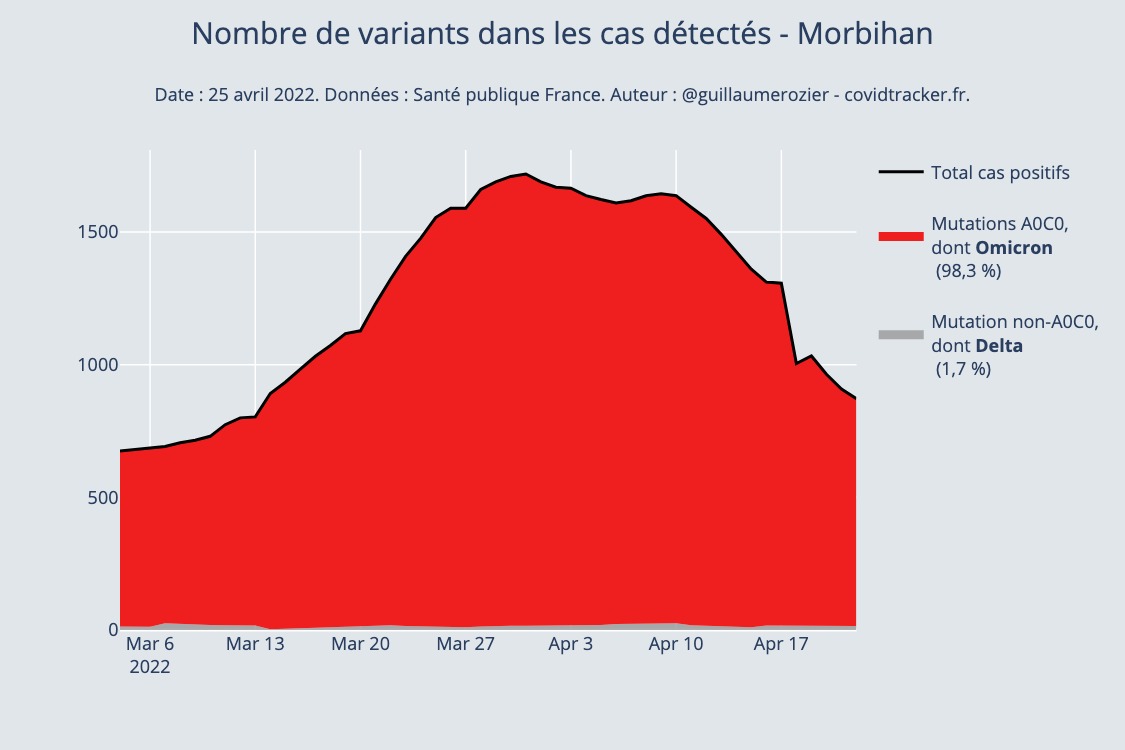 Nombre de variants dans les cas détectés - Morbihan
Date : 25 avril 2022. Données : Santé publique France. Auteur : @guillaumerozier - covidtracker.fr.
Total cas positifs
Mutations A0C0,
dont Omicron
(98,3 %)
Mutation non-A0C0,
dont Delta
(1,7 %)
1500
1000
500
0
Mar 6 Mar 13 Mar 20 Mar 27 Apr 3 Apr 10 Apr 17
2022